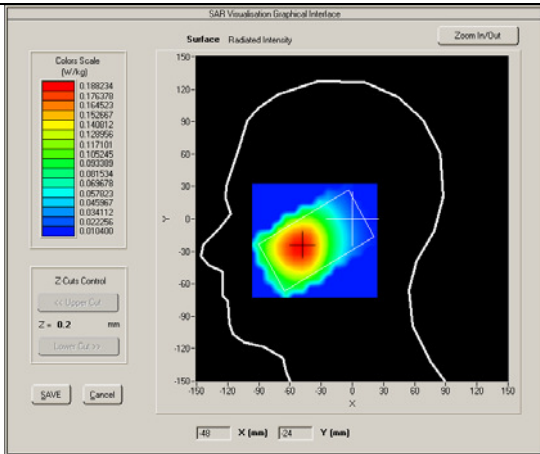 SAR Visualisation Graphical Interface
Surface Radiated Intensity
Zoom In/Out
Colors Scale
(W/kg)
0.188234
0.176378
0.164523
0.152667
0.140812
0.128956
0.117101
0.105245
0.093389
0.081534
0.069678
0.057823
0.045967
0.034112
0.022256
0.010400
Z Cuts Control
<< Upper Cut
Z = 0.2 mm
Lower Cut >>
SAVE Cancel
150
120
90
60
30
0
-30
-60
-90
-120
-150
Y
-150 -120 -90 -60 -30 0 30 60 90 120 150
X
-48 X (mm) -24 Y (mm)